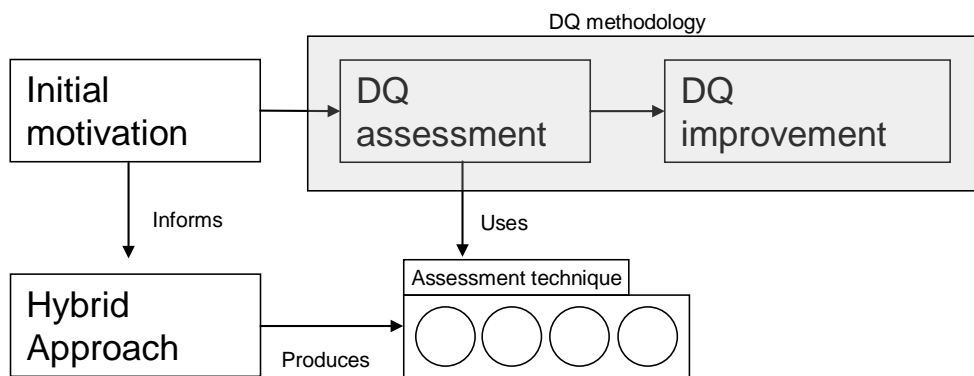 DQ methodology
Initial
motivation
DQ
assessment
DQ
improvement
Informs
Uses
Hybrid
Approach
Produces
Assessment technique